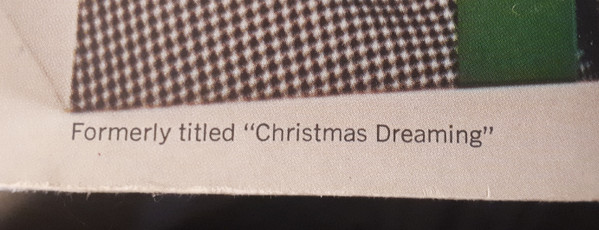 Formerly titled “Christmas Dreaming”